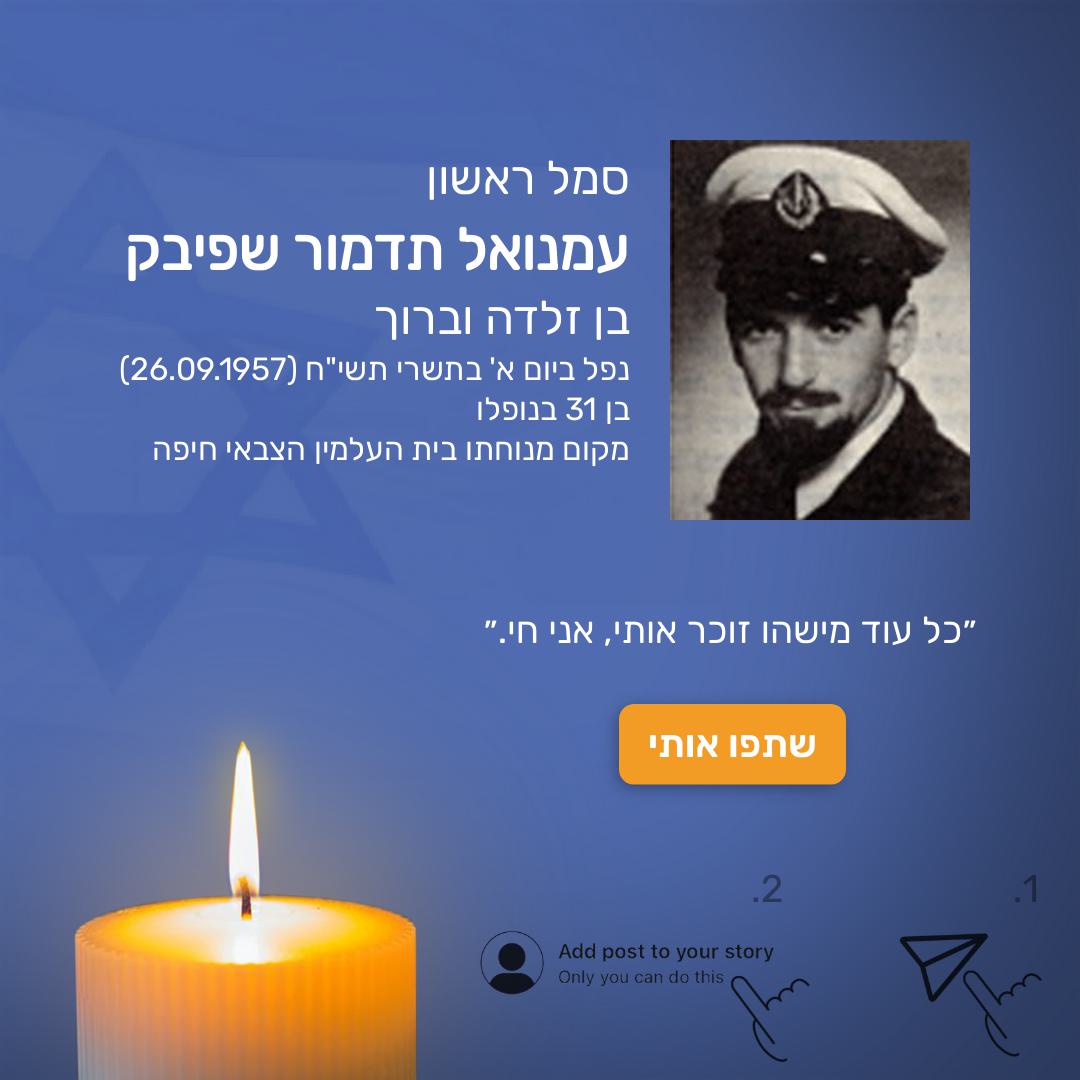 סמל ראשון
עמנואל תדמור שפיבק
בן זלדה וברוך
נפל ביום א' בתשרי תשי"ח (26.09.1957)
בן 31 בנופלו
מקום מנוחתו בית העלמין הצבאי חיפה
״כל עוד מישהו זוכר אותי, אני חי.״
שתפו אותי
1.
2.
Add post to your story
Only you can do this